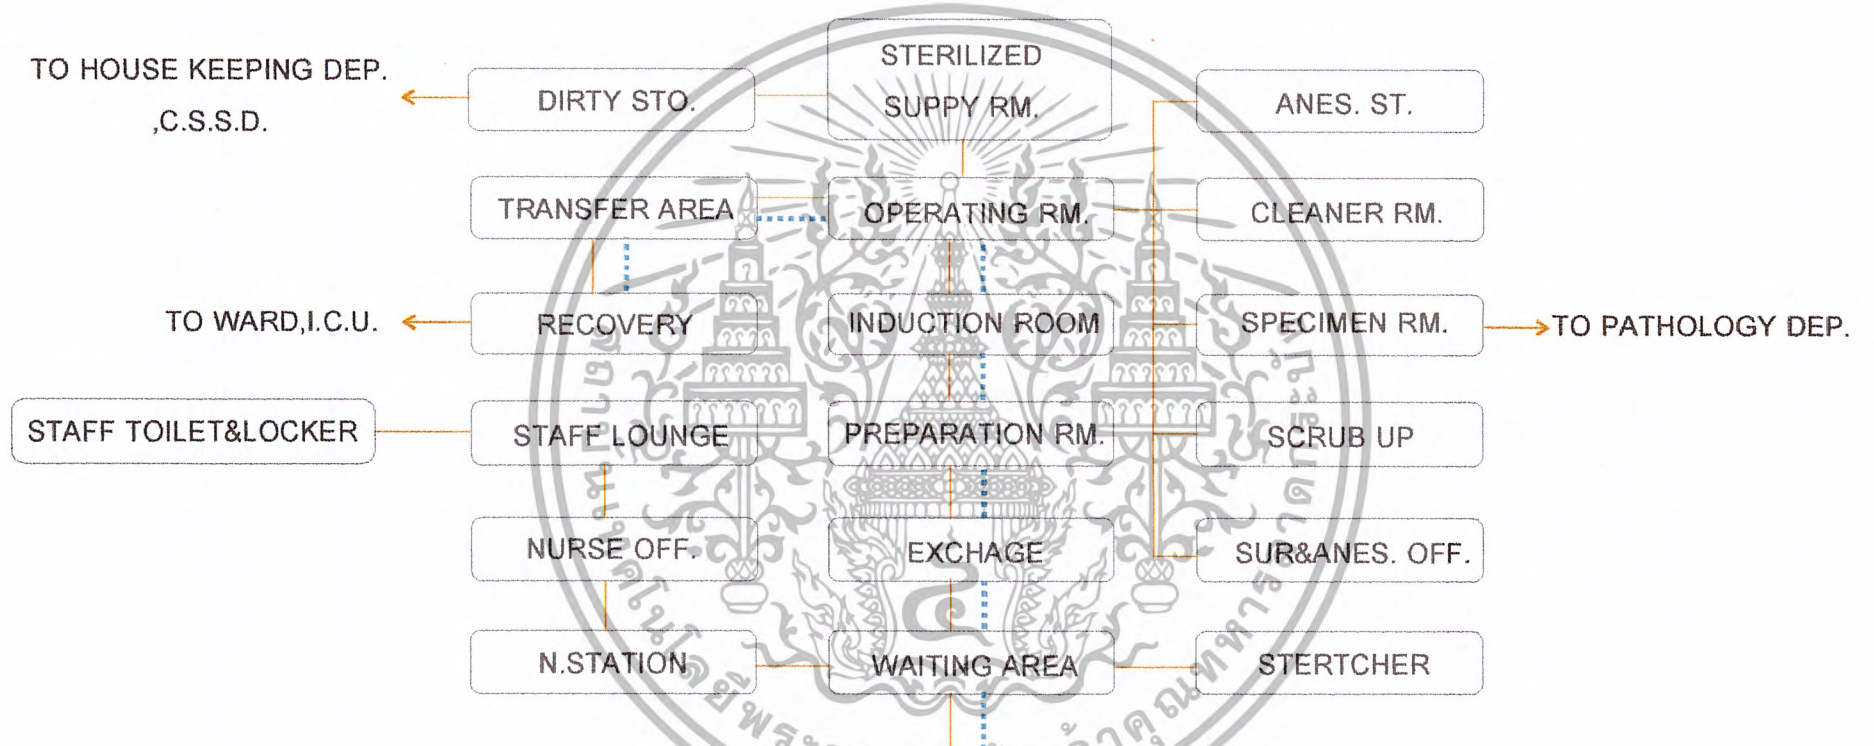 TO HOUSE KEEPING DEP.
,C.S.S.D.
DIRTY STO.
STERILIZED
SUPPY RM.
ANES. ST.
TRANSFER AREA
OPERATING RM.
CLEANER RM.
TO WARD,I.C.U.
RECOVERY
INDUCTION ROOM
SPECIMEN RM.
TO PATHOLOGY DEP.
STAFF TOILET&LOCKER
STAFF LOUNGE
PREPARATION RM.
SCRUB UP
NURSE OFF.
EXCHAGE
SUR&ANES. OFF.
N.STATION
WAITING AREA
STERTCHER
๔